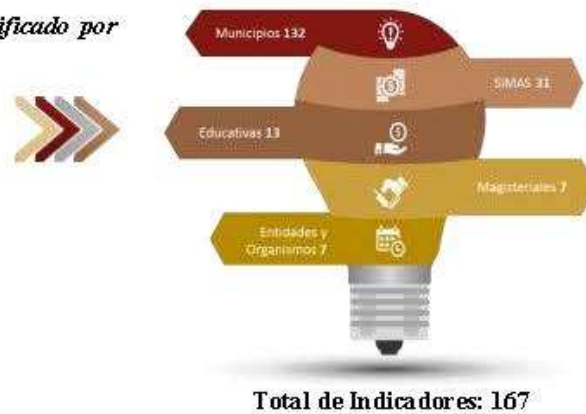 ificado por
Municipios 132
SIMAS 31
Educativas 13
Magisteriales 7
Entidades y
Organismos 7
Total de Indicadores: 167